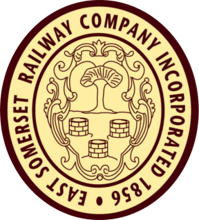 EAST SOMERSET RAILWAY COMPANY INCORPORATED 1856 •